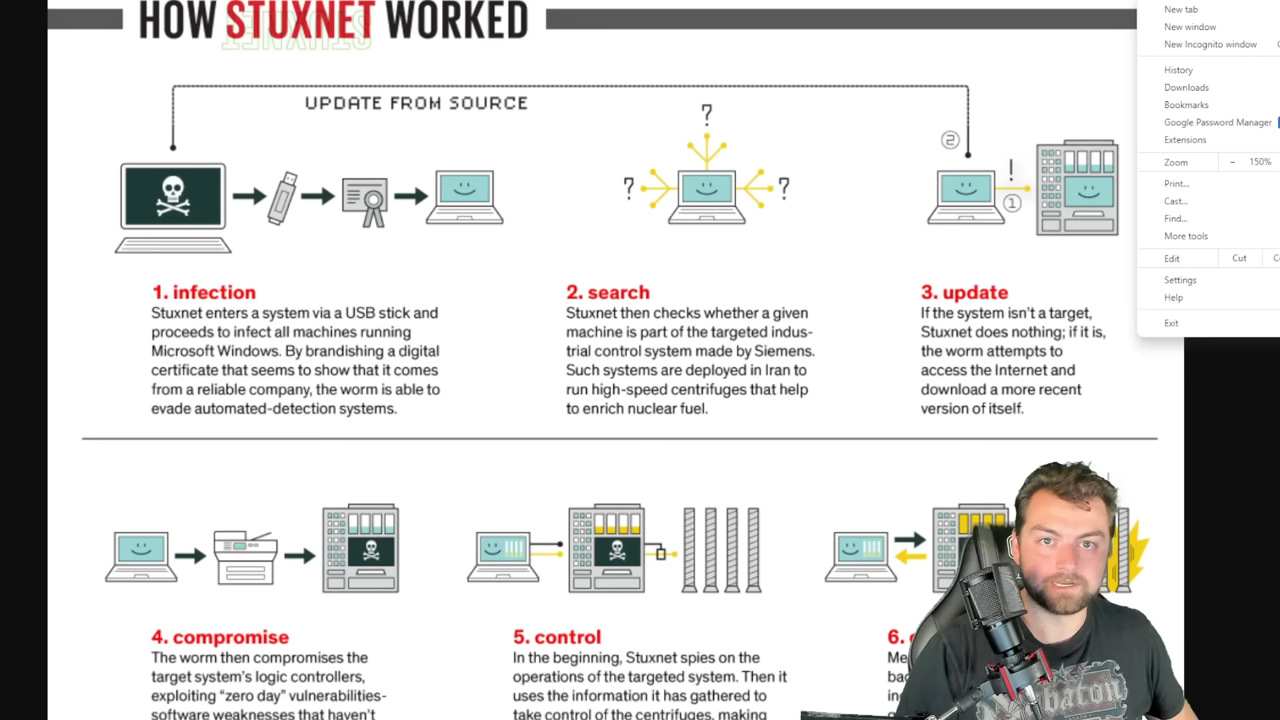 HOW STUXNET WORKED
UPDATE FROM SOURCE
?
?
?
2
!
1
1. infection
Stuxnet enters a system via a USB stick and
proceeds to infect all machines running
Microsoft Windows. By brandishing a digital
certificate that seems to show that it comes
from a reliable company, the worm is able to
evade automated-detection systems.
2. search
Stuxnet then checks whether a given
machine is part of the targeted indus-
trial control system made by Siemens.
Such systems are deployed in Iran to
run high-speed centrifuges that help
to enrich nuclear fuel.
3. update
If the system isn't a target,
Stuxnet does nothing; if it is,
the worm attempts to
access the Internet and
download a more recent
version of itself.
4. compromise
The worm then compromises the
target system's logic controllers,
exploiting "zero day" vulnerabilities-
software weaknesses that haven't
5. control
In the beginning, Stuxnet spies on the
operations of the targeted system. Then it
uses the information it has gathered to
take control of the centrifuges, making
6.
New tab
New window
New Incognito window
History
Downloads
Bookmarks
Google Password Manager
Extensions
Zoom − 150%
Print...
Cast...
Find...
More tools
Edit Cut
Settings
Help
Exit